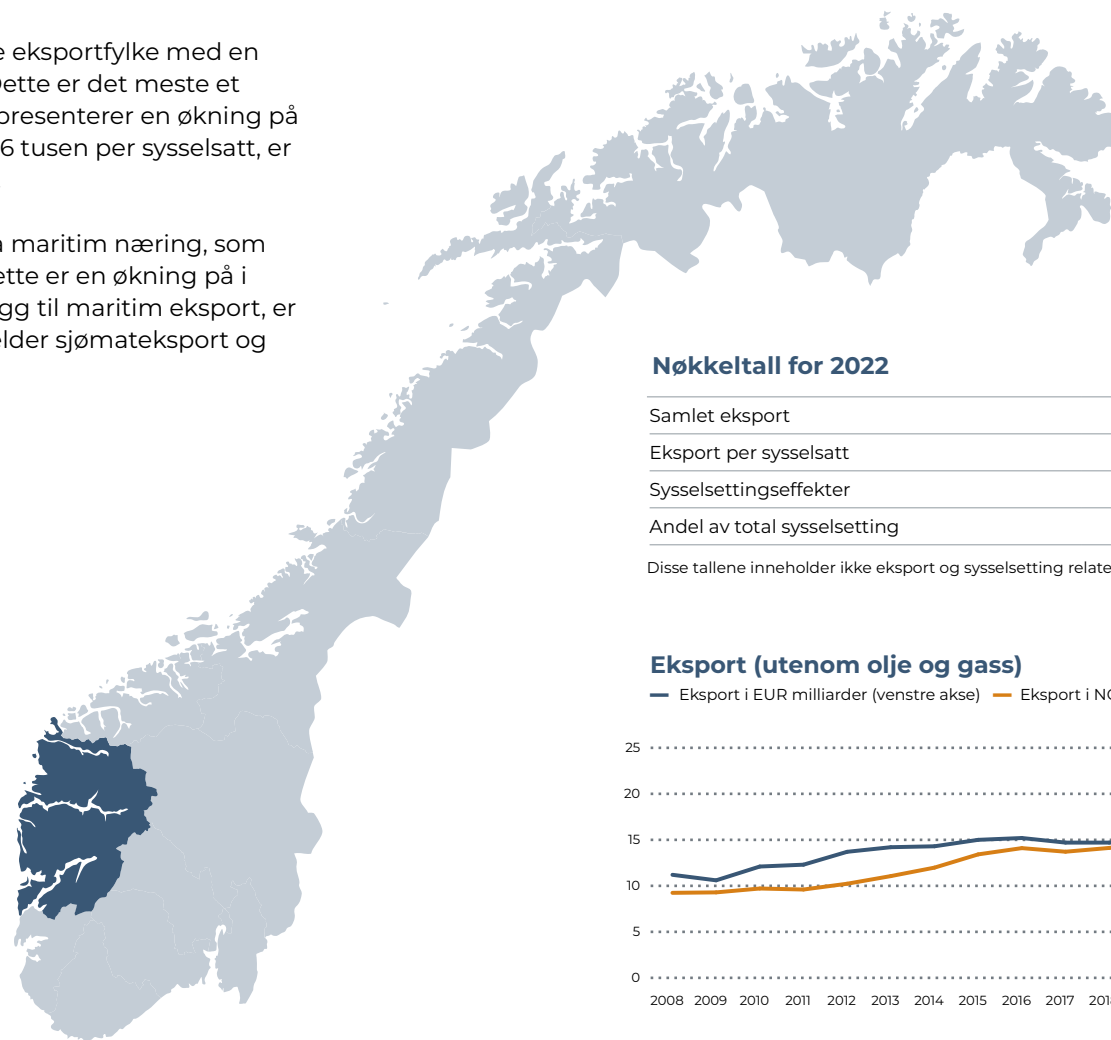 e eksportfylke med en
Dette er det meste et
presenterer en økning på
6 tusen per sysselsatt, er
a maritim næring, som
ette er en økning på i
gg til maritim eksport, er
elder sjømateksport og
Nøkkeltall for 2022
Samlet eksport
Eksport per sysselsatt
Sysselsettingseffekter
Andel av total sysselsetting
Disse tallene inneholder ikke eksport og sysselsetting relate
Eksport (utenom olje og gass)
Eksport i EUR milliarder (venstre akse) Eksport i NO
25
20
15
10
5
0
2008 2009 2010 2011 2012 2013 2014 2015 2016 2017 2018